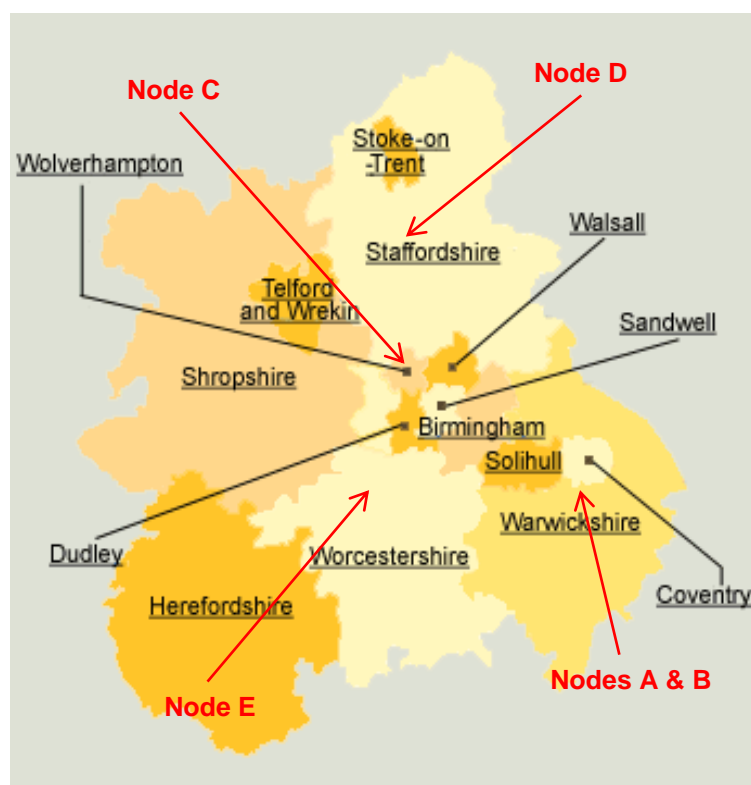 Node D
Node C
Stoke-on
-Trent
Wolverhampton
Walsall
Staffordshire
Telford
and Wrekin
Sandwell
Shropshire
Birmingham
Solihull
Warwickshire
Dudley
Worcestershire
Coventry
Herefordshire
Nodes A & B
Node E